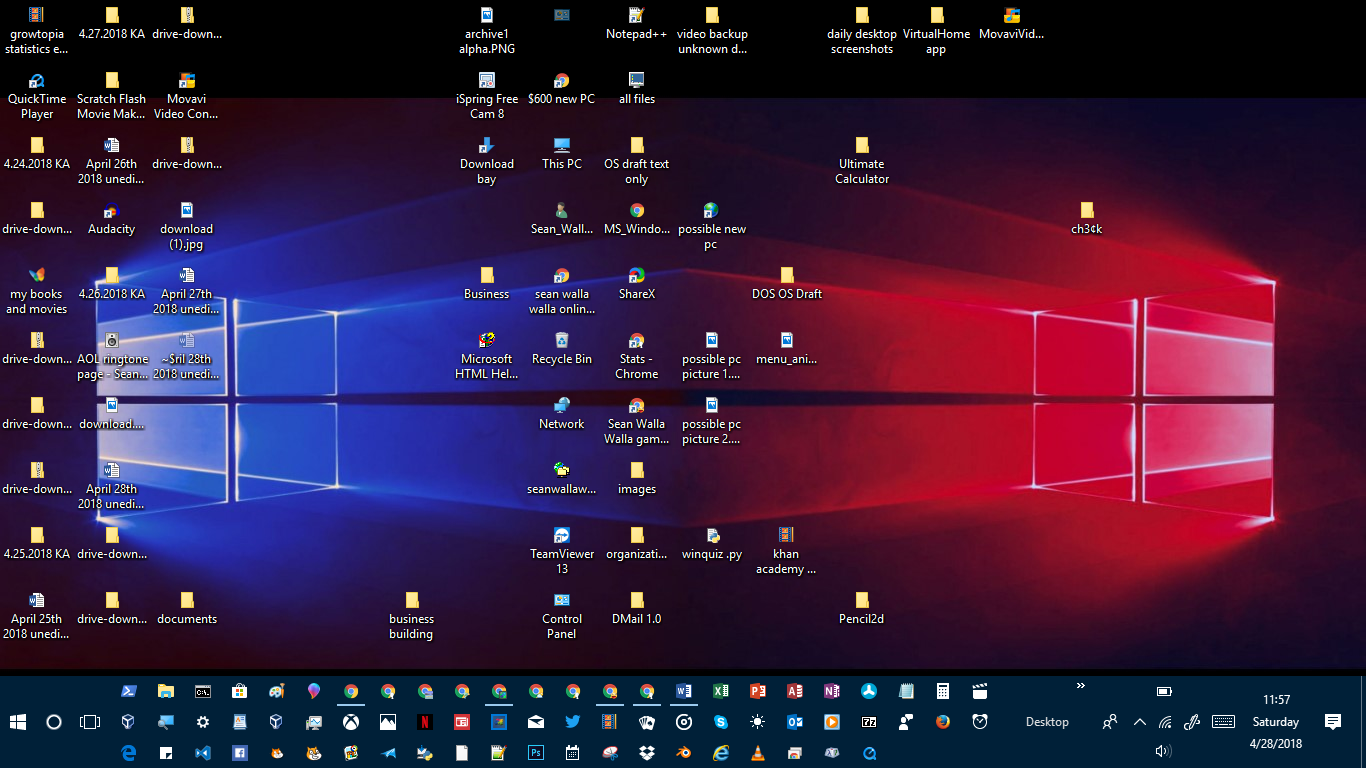 growtopia
statistics e...
4.27.2018 KA
drive-down...
archive1
alpha.PNG
Notepad++
video backup
unknown d...
daily desktop
screenshots
VirtualHome
app
MovaviVid...
QuickTime
Player
Scratch Flash
Movie Mak...
Movavi
Video Con...
iSpring Free
Cam 8
$600 new PC
all files
4.24.2018 KA
April 26th
2018 unedi...
drive-down...
Download
bay
This PC
OS draft text
only
Ultimate
Calculator
drive-down...
Audacity
download
(1).jpg
Sean_Wall...
MS_Windo...
possible new
pc
ch3¢k
my books
and movies
4.26.2018 KA
April 27th
2018 unedi...
Business
sean walla
walla onlin...
ShareX
DOS OS Draft
drive-down...
AOL ringtone
page - Sean...
~$ril 28th
2018 unedi...
Microsoft
HTML Hel...
Recycle Bin
Stats -
Chrome
possible pc
picture 1....
menu_ani...
drive-down...
download....
Network
Sean Walla
Walla gam...
possible pc
picture 2....
drive-down...
April 28th
2018 unedi...
seanwallaw...
images
4.25.2018 KA
drive-down...
TeamViewer
13
organizati...
winquiz .py
khan
academy ...
April 25th
2018 unedi...
drive-down...
documents
business
building
Control
Panel
DMail 1.0
Pencil2d
Desktop
11:57
Saturday
4/28/2018